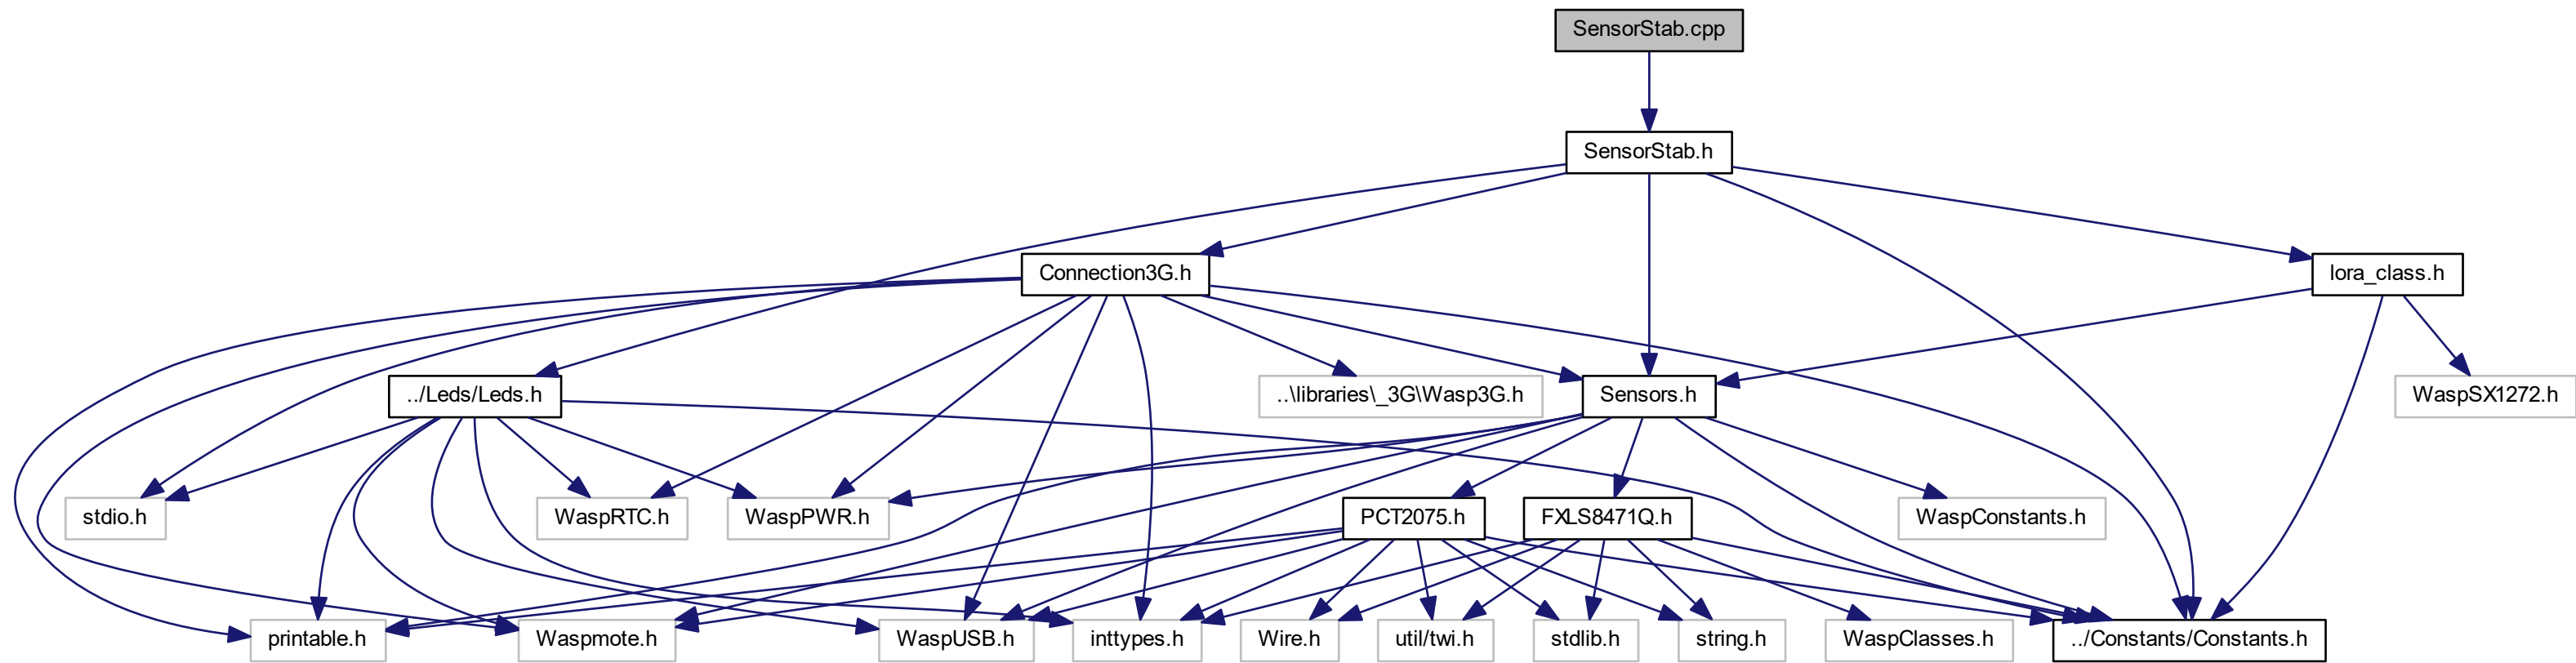 SensorStab.cpp
SensorStab.h
Connection3G.h
lora_class.h
../Leds/Leds.h
..\libraries\_3G\Wasp3G.h
Sensors.h
WaspSX1272.h
stdio.h
WaspRTC.h
WaspPWR.h
PCT2075.h
FXLS8471Q.h
WaspConstants.h
printable.h
Waspmote.h
WaspUSB.h
inttypes.h
Wire.h
util/twi.h
stdlib.h
string.h
WaspClasses.h
../Constants/Constants.h